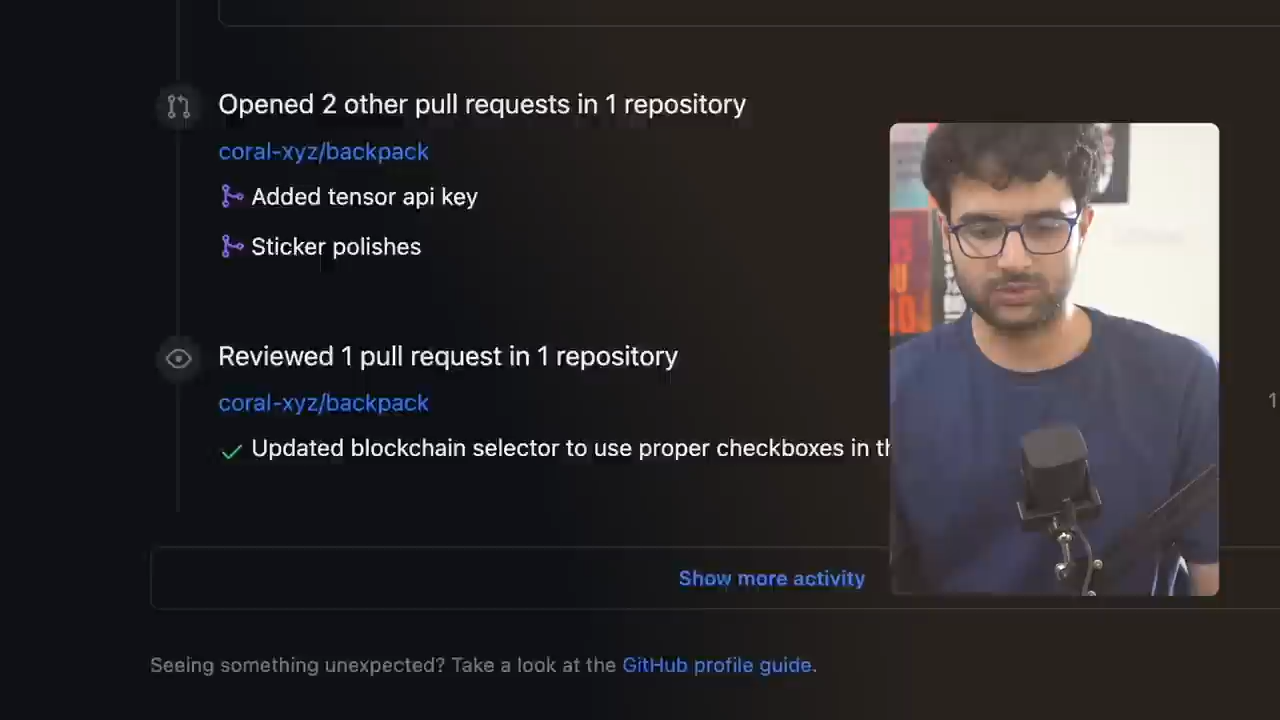 Opened 2 other pull requests in 1 repository
coral-xyz/backpack
Added tensor api key
Sticker polishes
Reviewed 1 pull request in 1 repository
coral-xyz/backpack
1
Updated blockchain selector to use proper checkboxes in
Show more activity
Seeing something unexpected? Take a look at the GitHub profile guide.